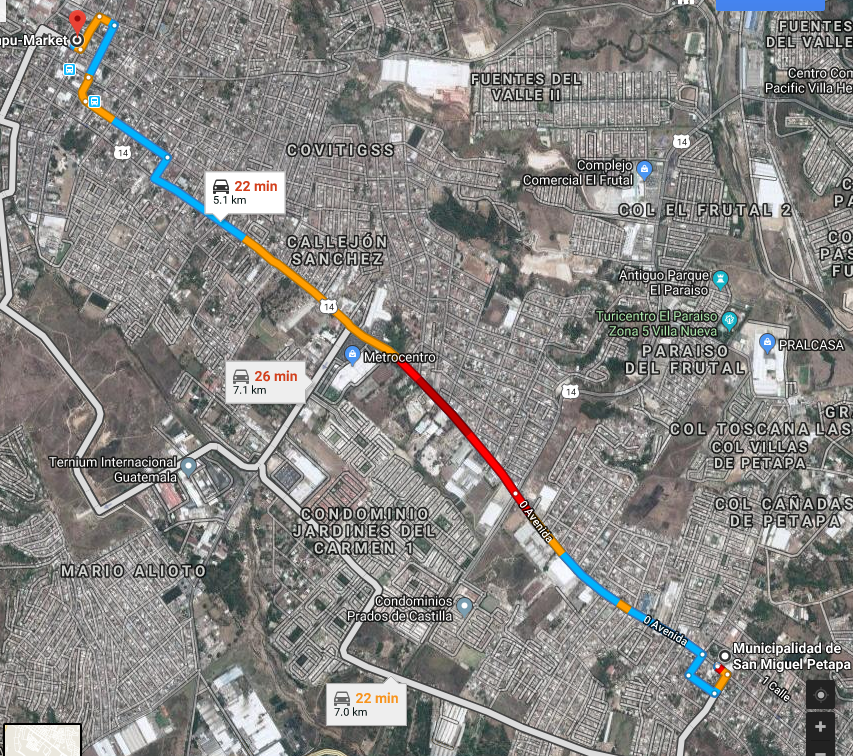 pu-Market
FUENTES
DEL VALLE
Centro Com
Pacific Villa He
FUENTES DEL
VALLE II
14
14
COVITIGSS
Complejo
Comercial El Frutal
22 min
5.1 km
COL EL FRUTAL 2
CALLEJÓN
SANCHEZ
Antiguo Parque
El Paraiso
14
Turicentro El Paraiso
Zona 5 Villa Nueva
PRALCASA
PARAISO
DEL FRUTAL
Metrocentro
26 min
7.1 km
14
GR
COL TOSCANA LAS
COL VILLAS
DE PETAPA
Ternium Internacional
Guatemala
COL CAÑADAS
DE PETAPA
CONDOMINIO
JARDINES DEL
CARMEN 1
0 Avenida
MARIO ALIOTO
Condominios
Prados de Castilla
0 Avenida
Municipalidad de
San Miguel Petapa
1 Calle
22 min
7.0 km